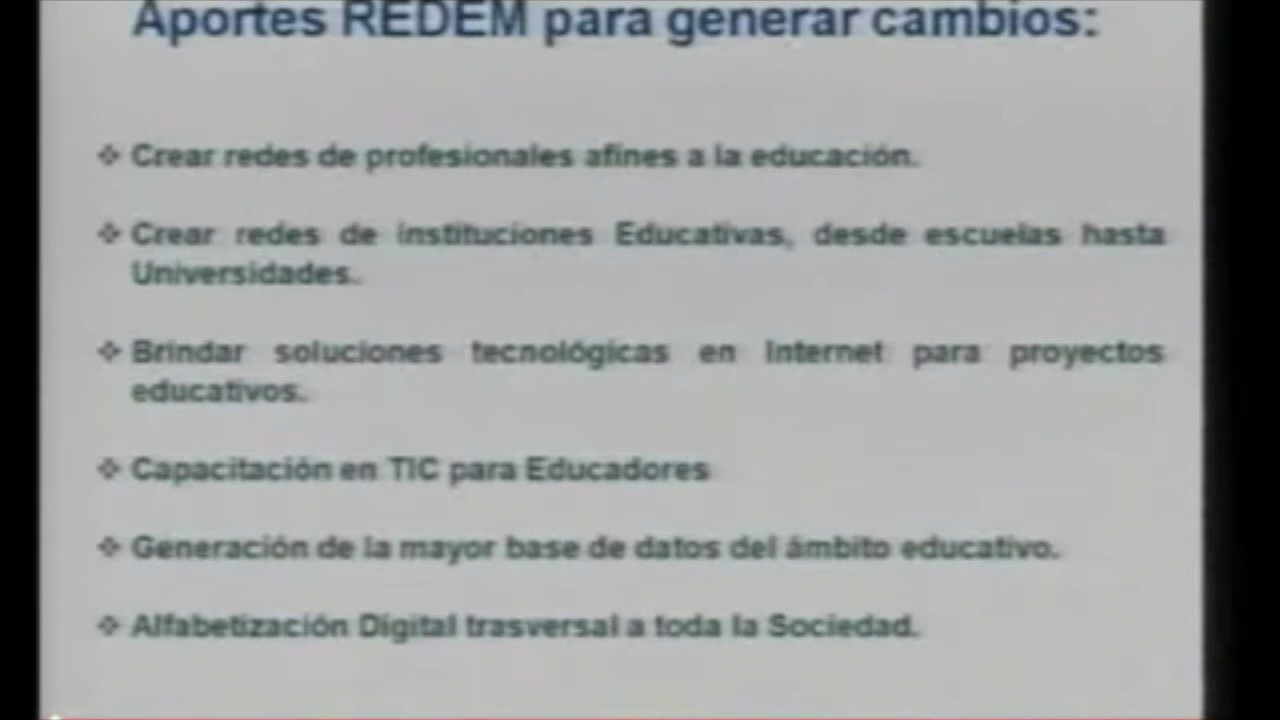 Aportes REDEM para generar cambios:
❖ Crear redes de profesionales afines a la educación.
❖ Crear redes de instituciones Educativas, desde escuelas hasta
Universidades.
❖ Brindar soluciones tecnológicas en Internet para proyectos
educativos.
❖ Capacitación en TIC para Educadores
❖ Generación de la mayor base de datos del ámbito educativo.
❖ Alfabetización Digital trasversal a toda la Sociedad.